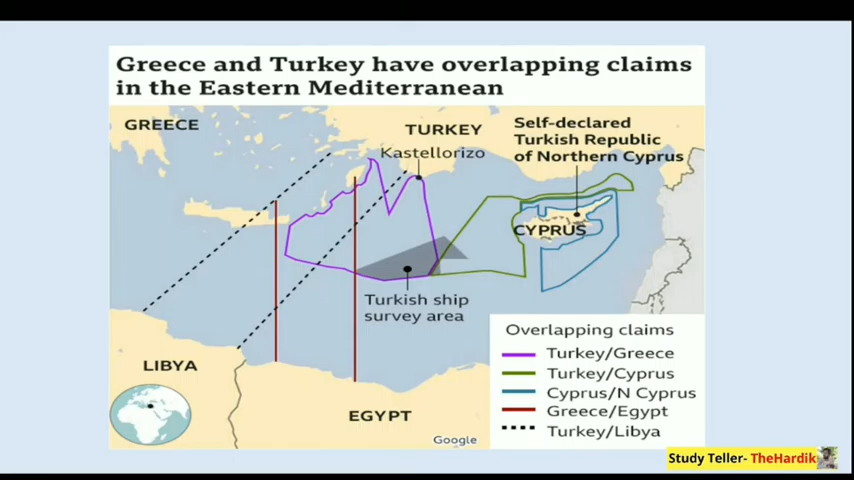 Greece and Turkey have overlapping claims
in the Eastern Mediterranean
GREECE
TURKEY
Self-declared
Turkish Republic
of Northern Cyprus
Kastellorizo
CYPRUS
Turkish ship
survey area
LIBYA
EGYPT
Google
Overlapping claims
Turkey/Greece
Turkey/Cyprus
Cyprus/N Cyprus
Greece/Egypt
Turkey/Libya
Study Teller- TheHardik